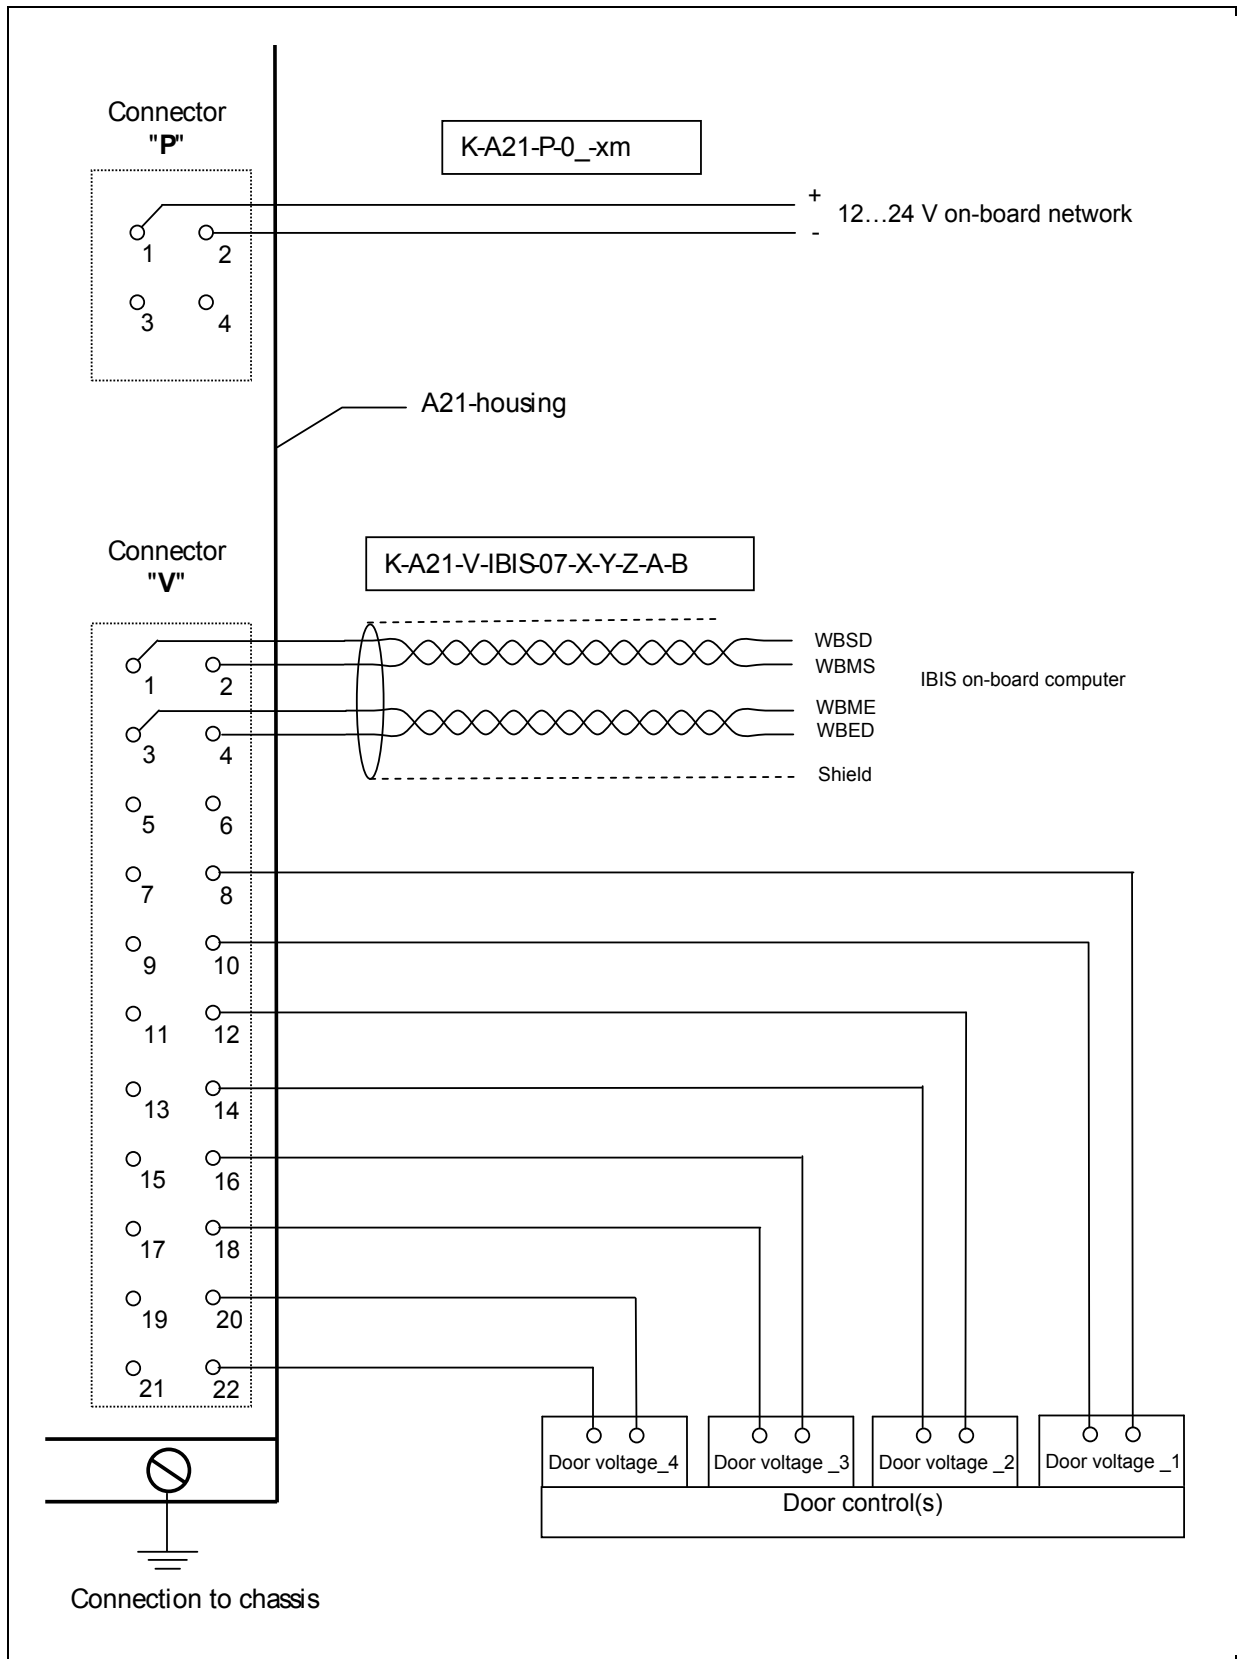 Connector
"P"
K-A21-P-0_-xm
+
12…24 V on-board network
-
1 2
3 4
A21-housing
Connector
"V"
K-A21-V-IBIS-07-X-Y-Z-A-B
WBSD
WBMS
IBIS on-board computer
WBME
WBED
Shield
1 2
3 4
5 6
7 8
9 10
11 12
13 14
15 16
17 18
19 20
21 22
Door voltage_4 Door voltage _3 Door voltage _2 Door voltage _1
Door control(s)
Connection to chassis